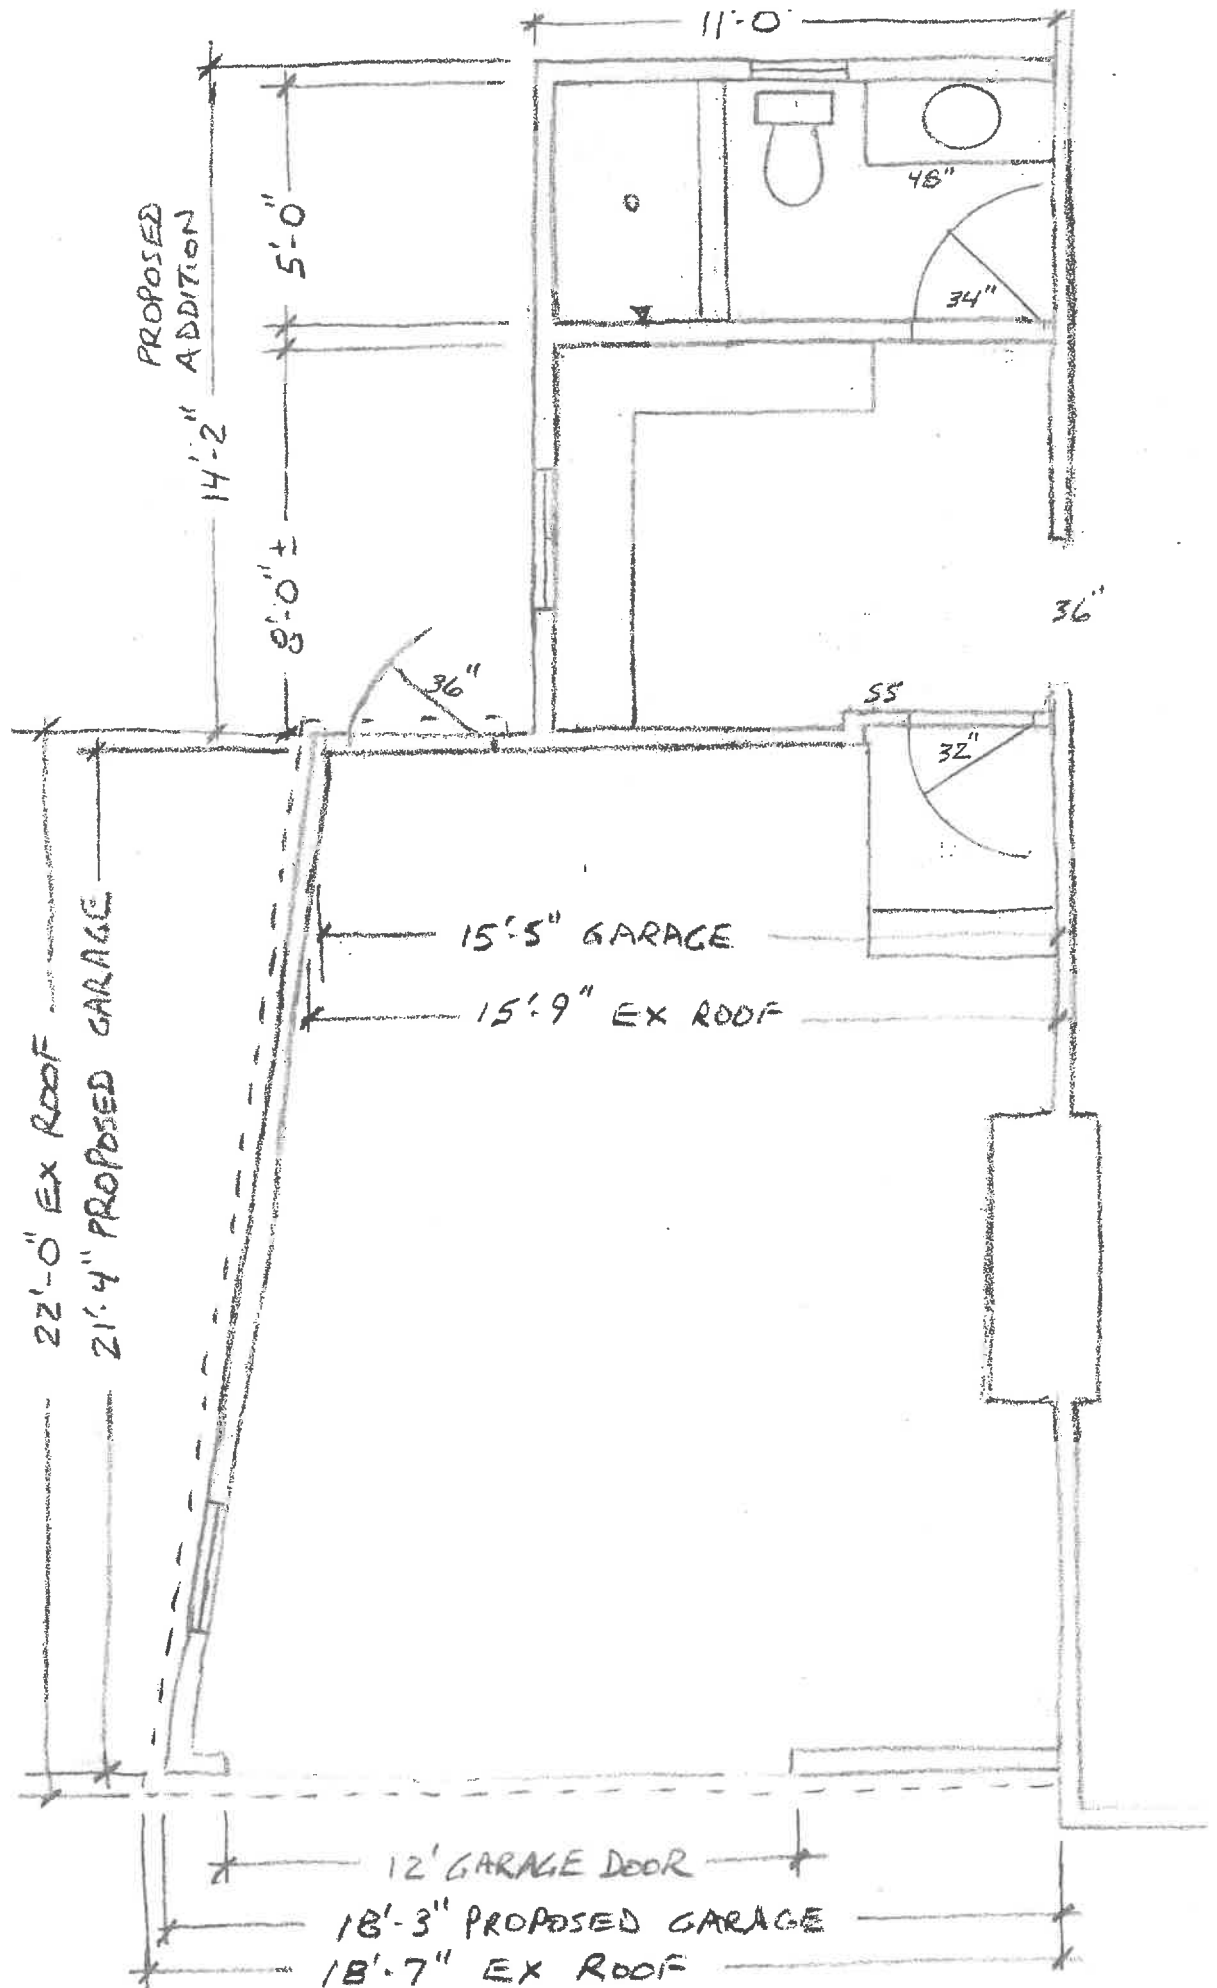 11'-0"
PROPOSED
ADDITION
14'-2"
5'-0"
8'-0" ±
48"
34"
36"
36"
SS
32"
15'-5" GARAGE
15'-9" EX ROOF
22'-0" EX ROOF
21'-4" PROPOSED GARAGE
12' GARAGE DOOR
18'-3" PROPOSED GARAGE
18'-7" EX ROOF